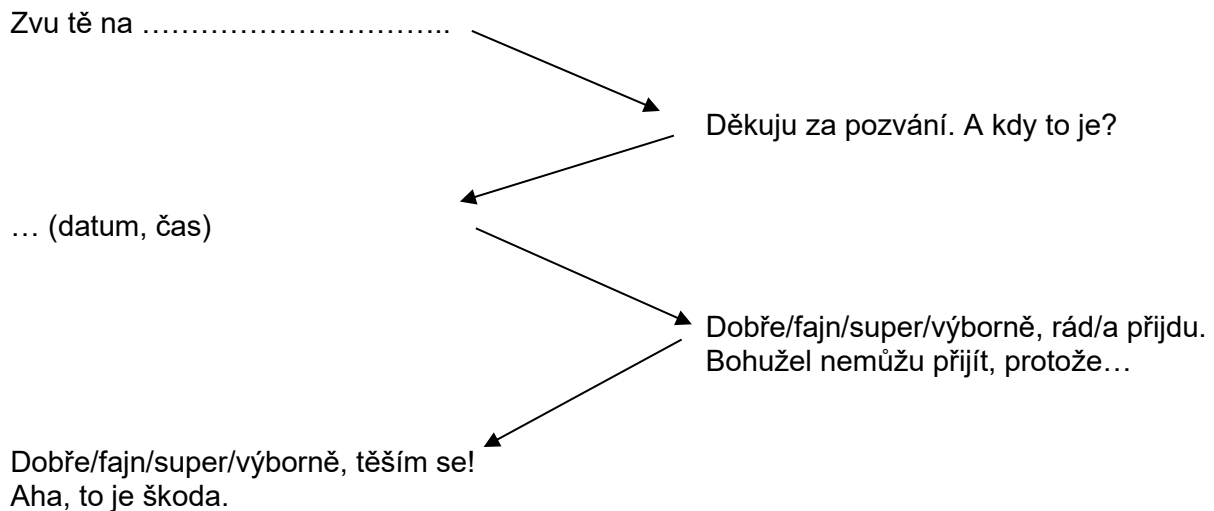 Zvu tě na …………………………..
Děkuju za pozvání. A kdy to je?
… (datum, čas)
Dobře/fajn/super/výborně, rád/a přijdu.
Bohužel nemůžu přijít, protože…
Dobře/fajn/super/výborně, těším se!
Aha, to je škoda.